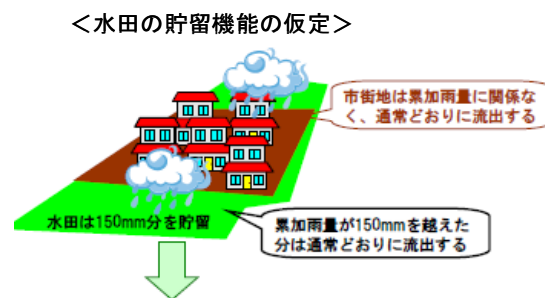 ＜水田の貯留機能の仮定＞
市街地は累加雨量に関係な
く、通常どおりに流出する
水田は150mm分を貯留
累加雨量が150mmを越えた
分は通常どおりに流出する